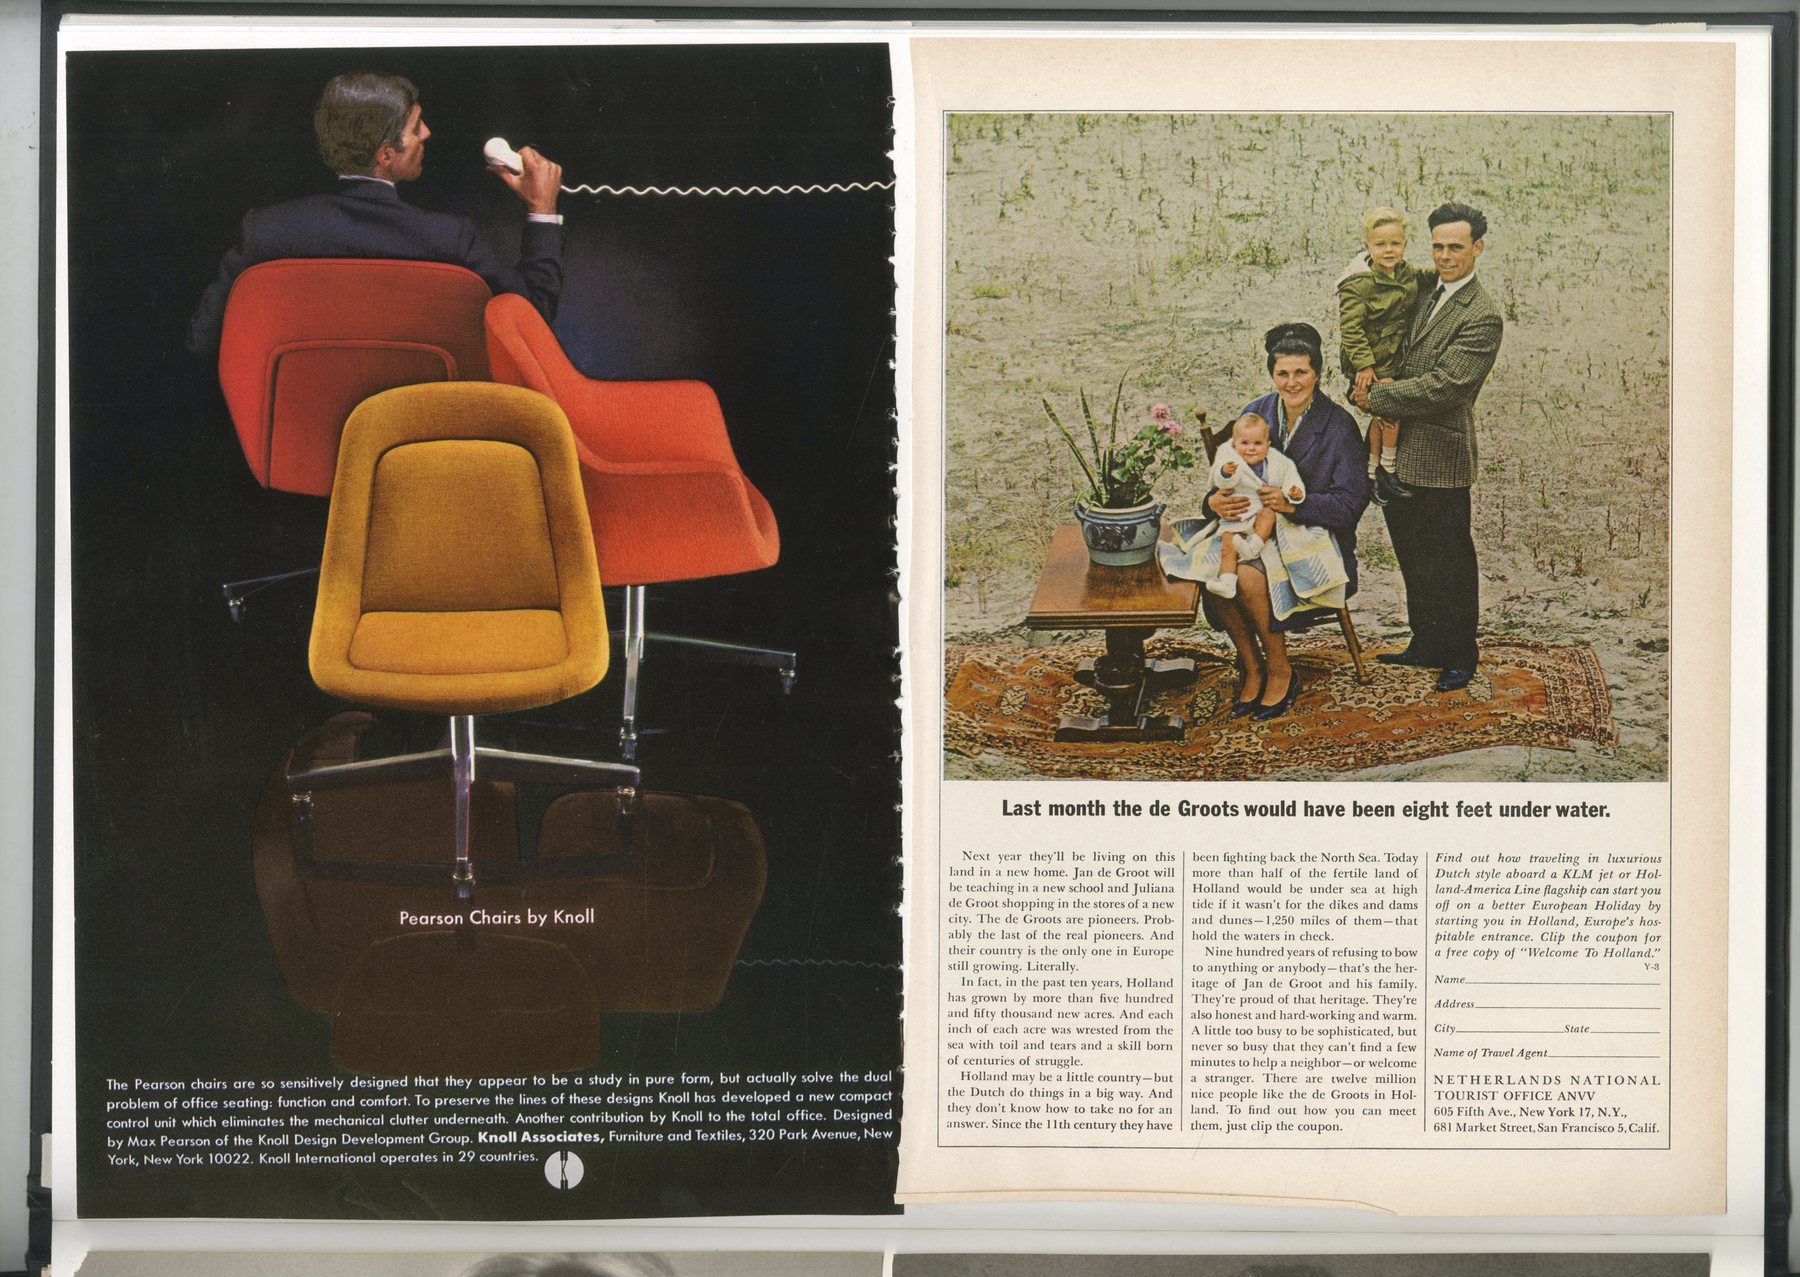 Pearson Chairs by Knoll
The Pearson chairs are so sensitively designed that they appear to be a study in pure form, but actually solve the dual
problem of office seating: function and comfort. To preserve the lines of these designs Knoll has developed a new compact
control unit which eliminates the mechanical clutter underneath. Another contribution by Knoll to the total office. Designed
by Max Pearson of the Knoll Design Development Group. Knoll Associates, Furniture and Textiles, 320 Park Avenue, New
York, New York 10022. Knoll International operates in 29 countries.
Last month the de Groots would have been eight feet under water.
Next year they'll be living on this
land in a new home. Jan de Groot will
be teaching in a new school and Juliana
de Groot shopping in the stores of a new
city. The de Groots are pioneers. Prob-
ably the last of the real pioneers. And
their country is the only one in Europe
still growing. Literally.
In fact, in the past ten years, Holland
has grown by more than five hundred
and fifty thousand new acres. And each
inch of each acre was wrested from the
sea with toil and tears and a skill born
of centuries of struggle.
Holland may be a little country—but
the Dutch do things in a big way. And
they don't know how to take no for an
answer. Since the 11th century they have
been fighting back the North Sea. Today
more than half of the fertile land of
Holland would be under sea at high
tide if it wasn't for the dikes and dams
and dunes—1,250 miles of them—that
hold the waters in check.
Nine hundred years of refusing to bow
to anything or anybody—that's the her-
itage of Jan de Groot and his family.
They're proud of that heritage. They're
also honest and hard-working and warm.
A little too busy to be sophisticated, but
never so busy that they can't find a few
minutes to help a neighbor—or welcome
a stranger. There are twelve million
nice people like the de Groots in Hol-
land. To find out how you can meet
them, just clip the coupon.
Find out how traveling in luxurious
Dutch style aboard a KLM jet or Hol-
land-America Line flagship can start you
off on a better European Holiday by
starting you in Holland, Europe's hos-
pitable entrance. Clip the coupon for
a free copy of "Welcome To Holland."
Y-3
Name
Address
City State
Name of Travel Agent
NETHERLANDS NATIONAL
TOURIST OFFICE ANVV
605 Fifth Ave., New York 17, N.Y.,
681 Market Street, San Francisco 5, Calif.